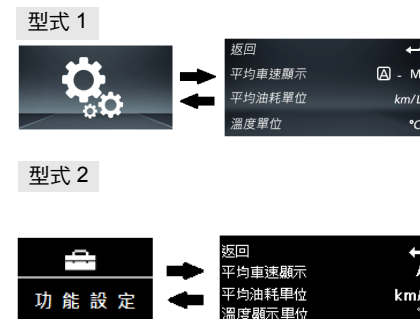 型式 1
返回
平均車速顯示 A - M
平均油耗單位 km/L
溫度單位 °C
型式 2
功 能 設 定
返回
平均車速顯示
平均油耗單位 km/
溫度顯示單位